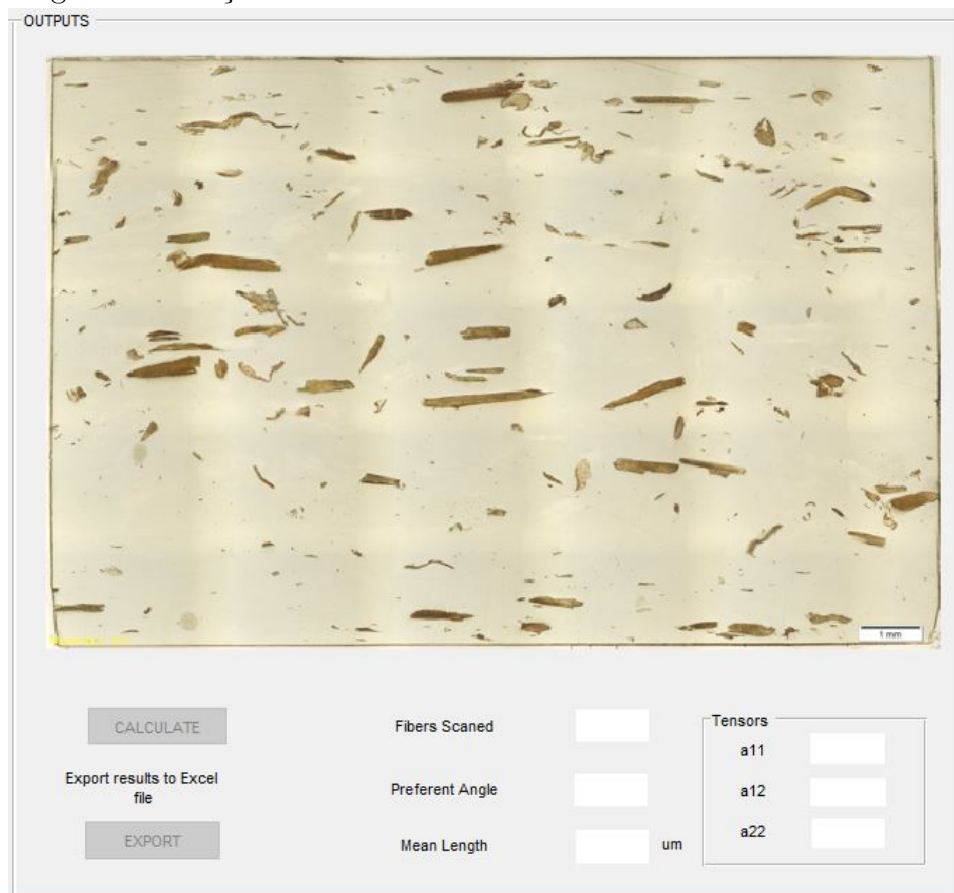 OUTPUTS
1 mm
CALCULATE
Fibers Scaned
Tensors
a11
Export results to Excel
file
Preferent Angle
a12
EXPORT
Mean Length
um
a22